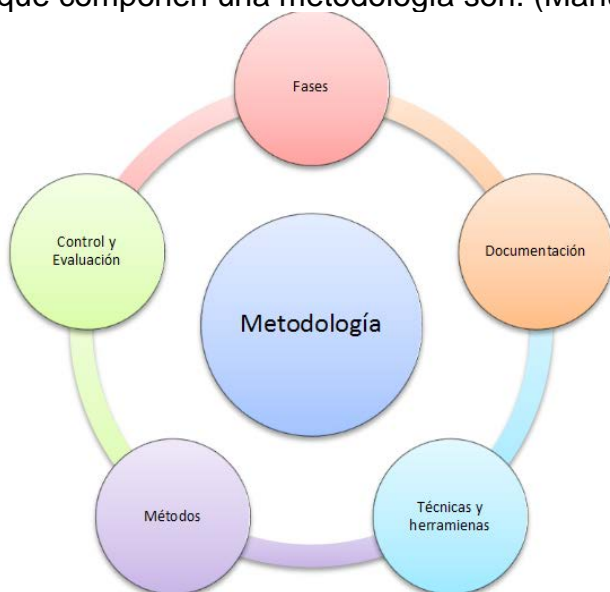 que componen una metodología son:
Fases
Control y
Evaluación
Documentación
Metodología
Métodos
Técnicas y
herramienas